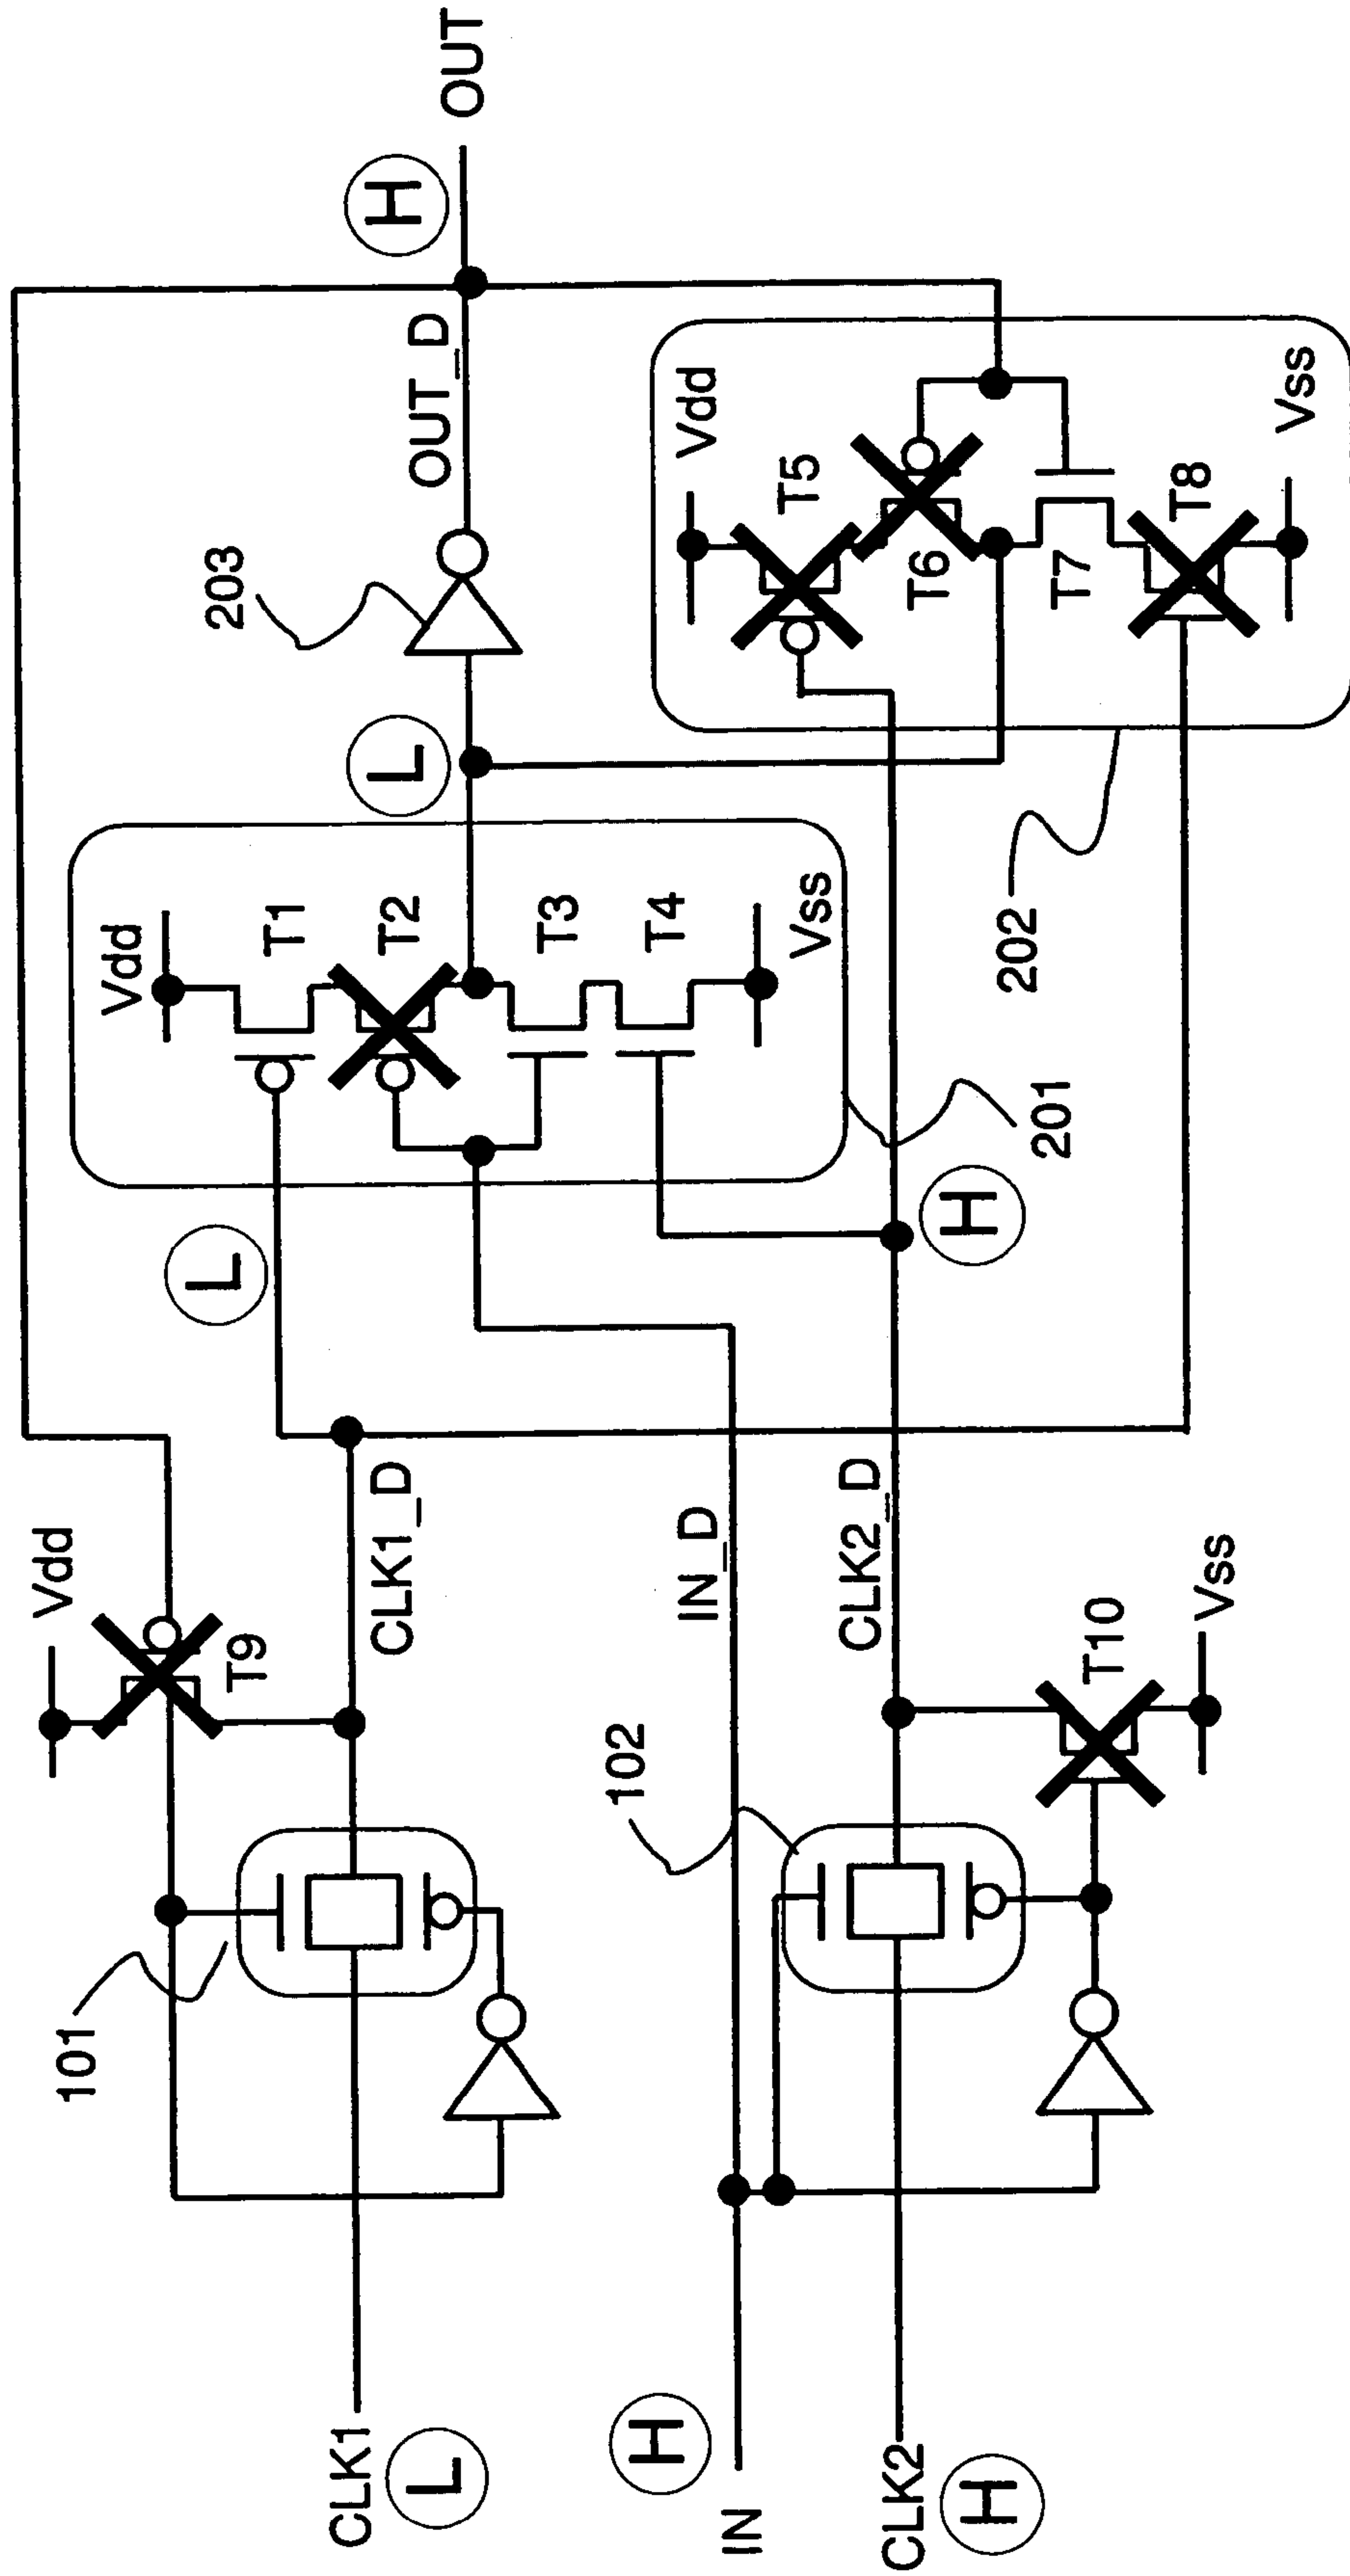 Vdd
T9
101
CLK1
L
CLK1_D
L
Vdd
T1
T2
T3
T4
Vss
201
L
203
OUT_D
H
OUT
IN
H
IN_D
102
CLK2
H
CLK2_D
H
T10
Vss
202
Vdd
T5
T6
T7
T8
Vss